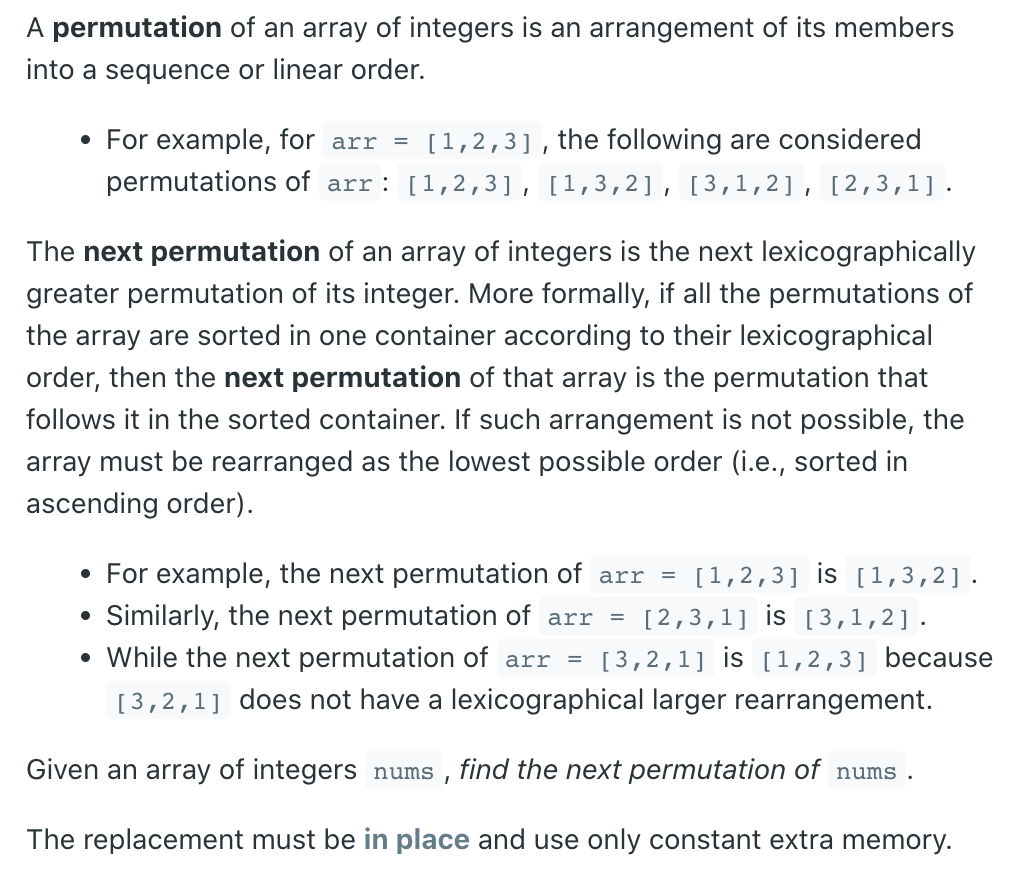 A permutation of an array of integers is an arrangement of its members
into a sequence or linear order.
• For example, for arr = [1,2,3] , the following are considered
permutations of arr : [1,2,3] , [1,3,2] , [3,1,2] , [2,3,1] .
The next permutation of an array of integers is the next lexicographically
greater permutation of its integer. More formally, if all the permutations of
the array are sorted in one container according to their lexicographical
order, then the next permutation of that array is the permutation that
follows it in the sorted container. If such arrangement is not possible, the
array must be rearranged as the lowest possible order (i.e., sorted in
ascending order).
• For example, the next permutation of arr = [1,2,3] is [1,3,2] .
• Similarly, the next permutation of arr = [2,3,1] is [3,1,2] .
• While the next permutation of arr = [3,2,1] is [1,2,3] because
[3,2,1] does not have a lexicographical larger rearrangement.
Given an array of integers nums , find the next permutation of nums .
The replacement must be in place and use only constant extra memory.